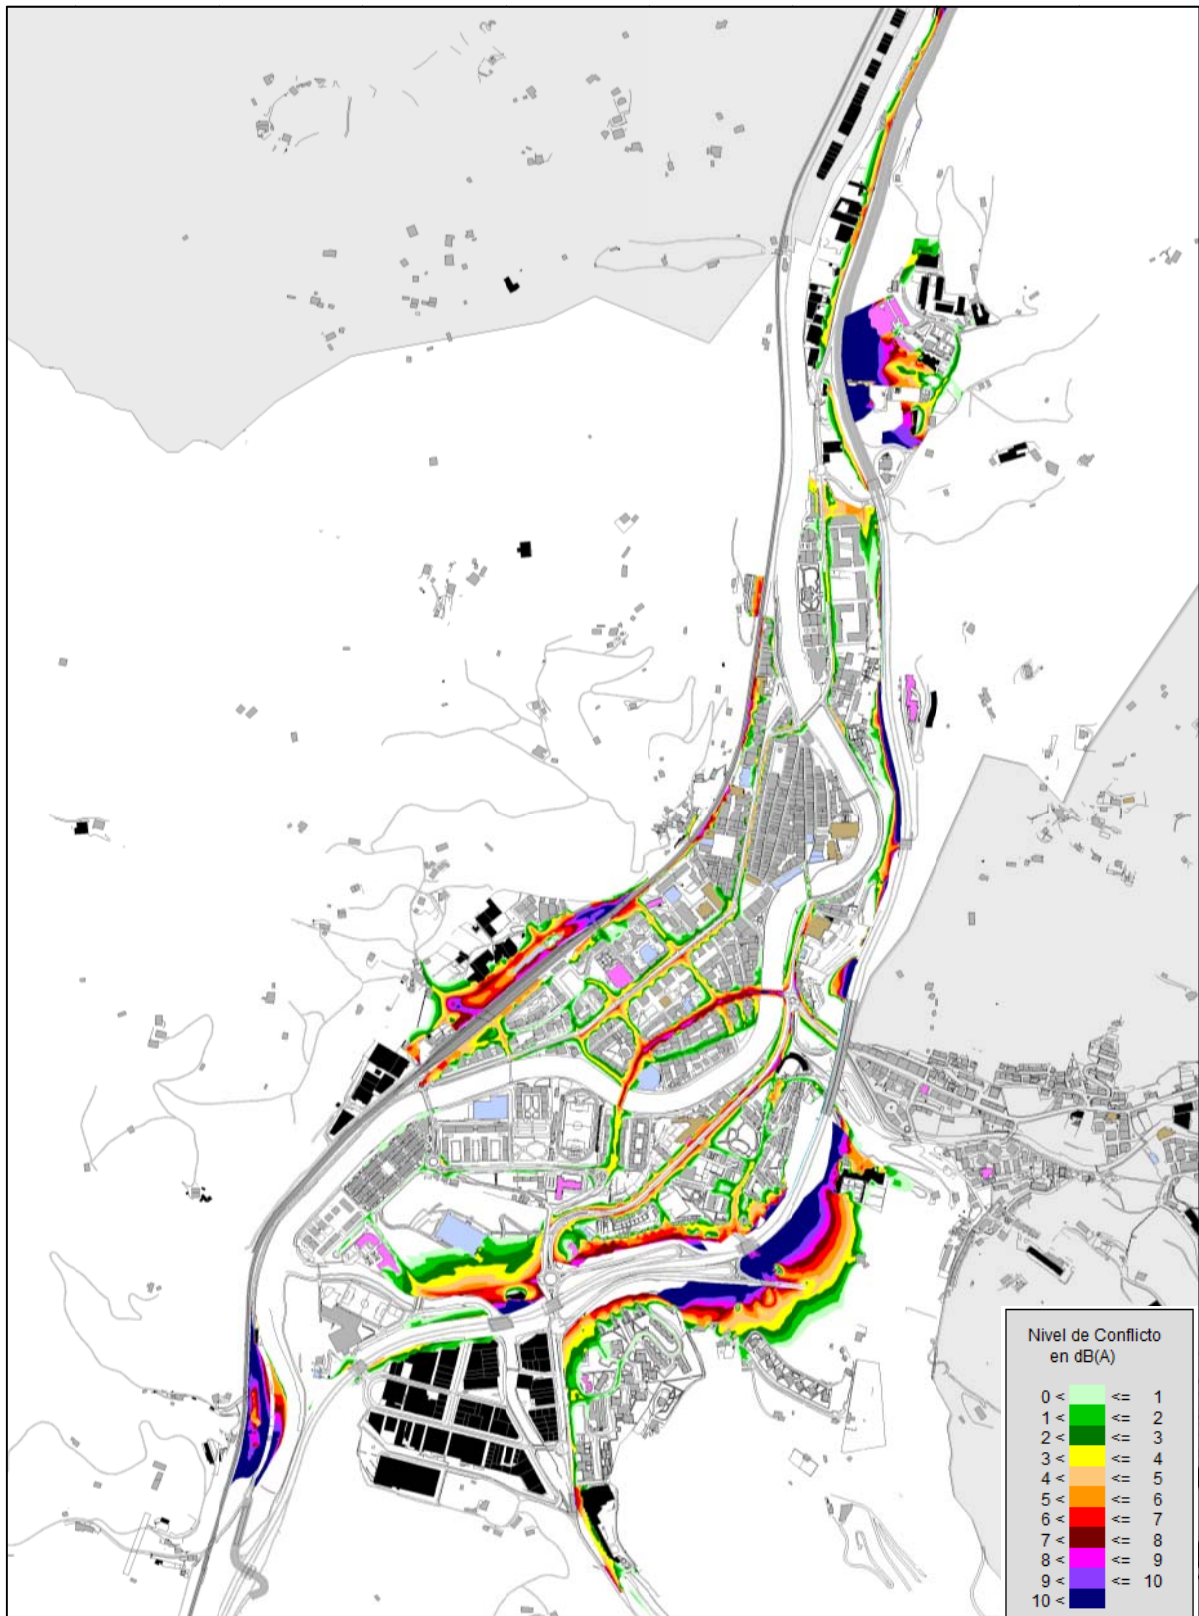 Nivel de Conflicto
en dB(A)
0 < <= 1
1 < <= 2
2 < <= 3
3 < <= 4
4 < <= 5
5 < <= 6
6 < <= 7
7 < <= 8
8 < <= 9
9 < <= 10
10 <